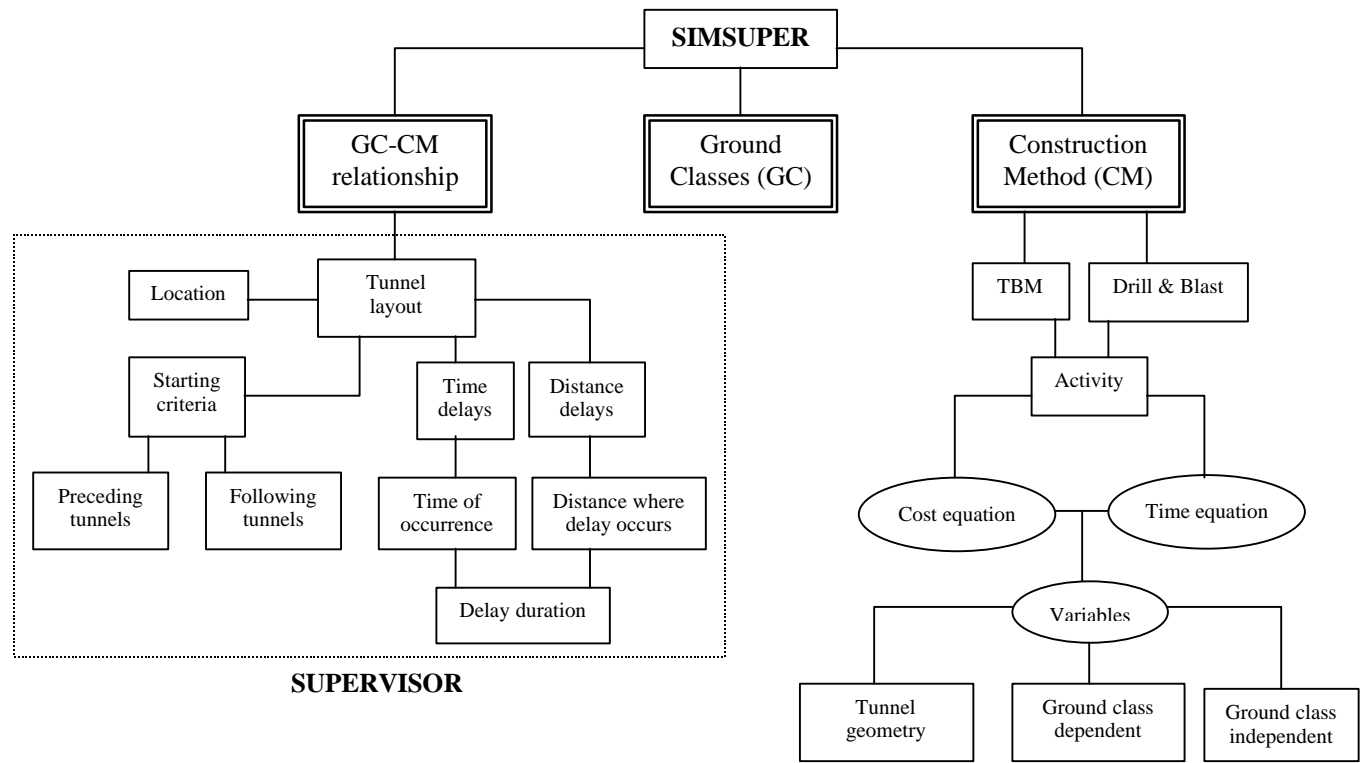 SIMSUPER
GC-CM
relationship
Ground
Classes (GC)
Construction
Method (CM)
Location
Tunnel
layout
TBM
Drill & Blast
Starting
criteria
Time
delays
Distance
delays
Activity
Preceding
tunnels
Following
tunnels
Time of
occurrence
Distance where
delay occurs
Cost equation
Time equation
Delay duration
Variables
SUPERVISOR
Tunnel
geometry
Ground class
dependent
Ground class
independent